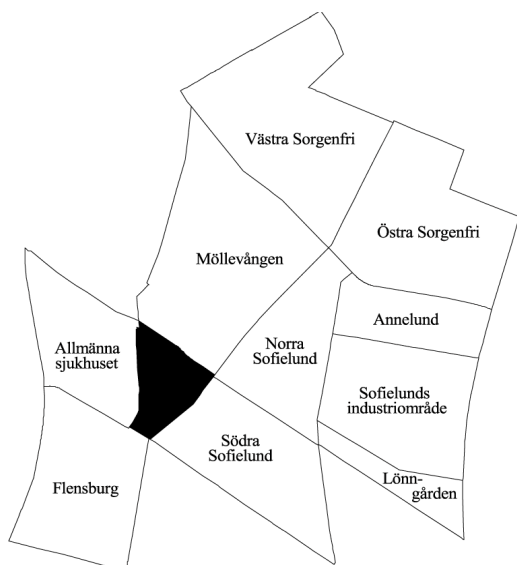 Västra Sorgenfri
Östra Sorgenfri
Möllevången
Annelund
Norra
Sofielund
Allmänna
sjukhuset
Sofielunds
industriområde
Södra
Sofielund
Lönn-
gården
Flensburg